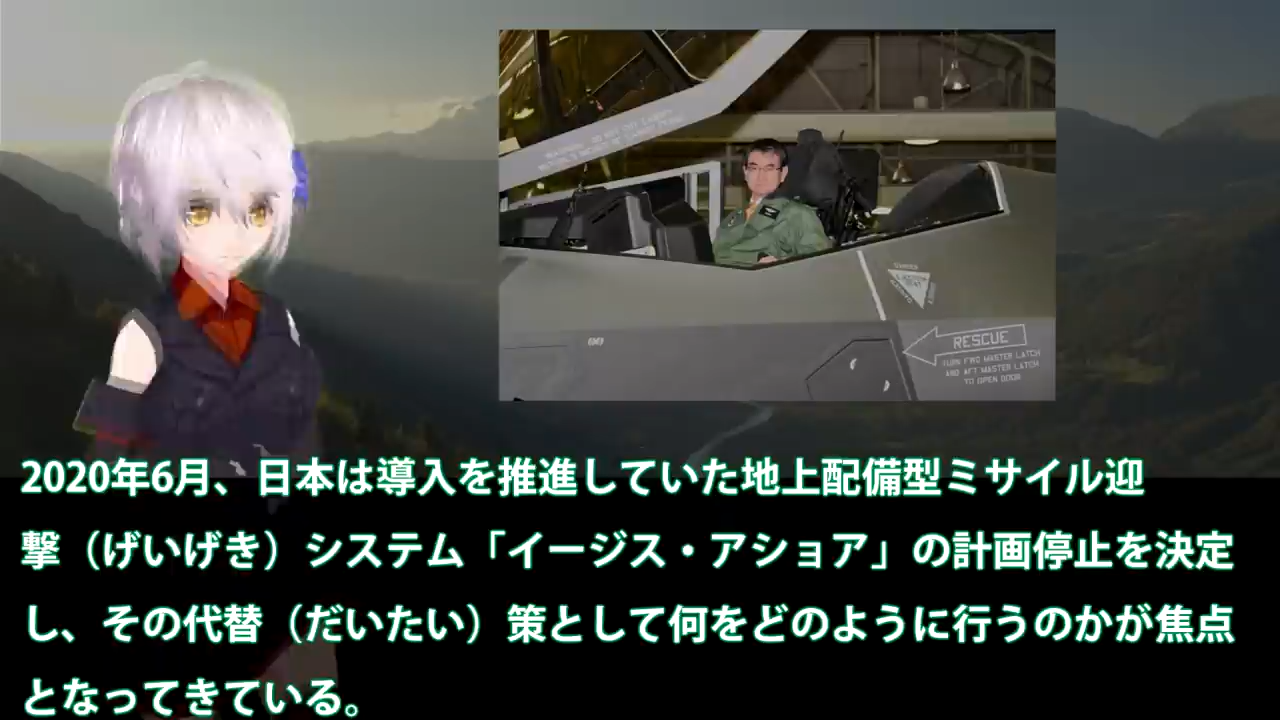 RESCUE
TURN FWD MASTER LATCH
AND AFT MASTER LATCH
TO OPEN DOOR
2020年6月、日本は導入を推進していた地上配備型ミサイル迎
撃（げいげき）システム「イージス・アショア」の計画停止を決定
し、その代替（だいたい）策として何をどのように行うのかが焦点
となってきている。